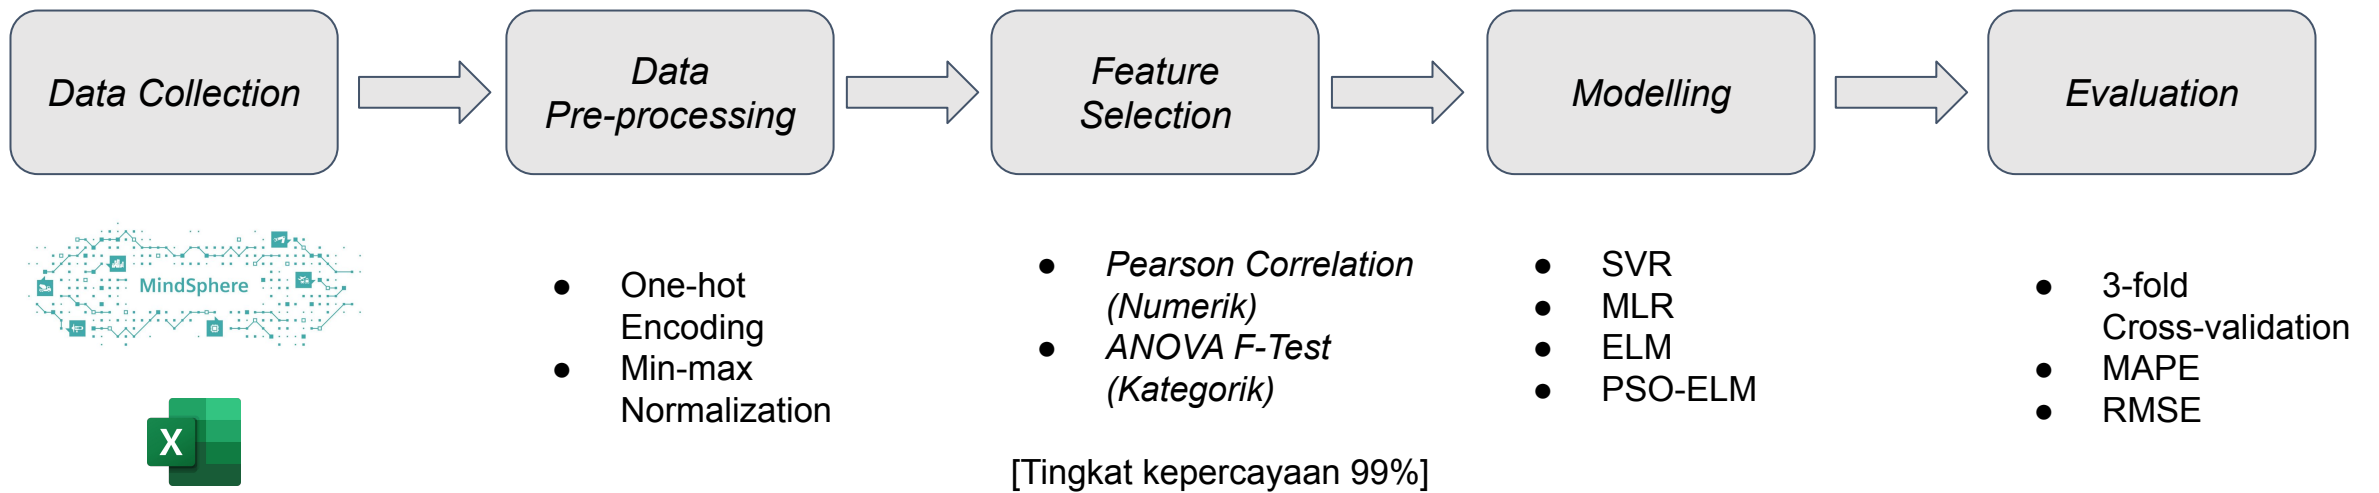 Data Collection
Data
Pre-processing
Feature
Selection
Modelling
Evaluation
MindSphere
X
● One-hot
Encoding
● Min-max
Normalization
● Pearson Correlation
(Numerik)
● ANOVA F-Test
(Kategorik)
[Tingkat kepercayaan 99%]
● SVR
● MLR
● ELM
● PSO-ELM
● 3-fold
Cross-validation
● MAPE
● RMSE